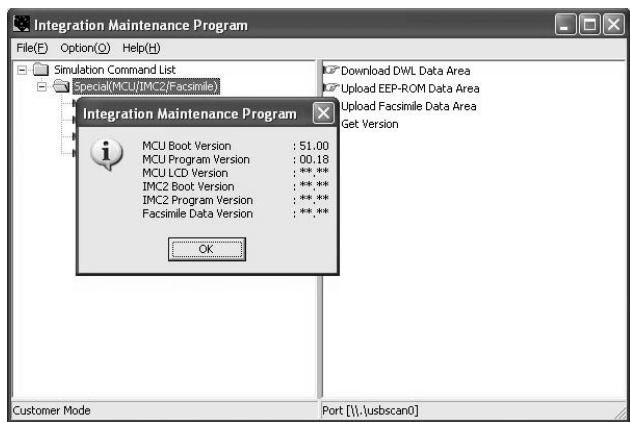 Integration Maintenance Program
File(F) Option(O) Help(H)
Simulation Command List
Special(MCU/IMC2/Facsimile)
Download DWL Data Area
Upload EEP-ROM Data Area
Upload Facsimile Data Area
Get Version
Integration Maintenance Program
MCU Boot Version : 51.00
MCU Program Version : 00.18
MCU LCD Version : **.**
IMC2 Boot Version : **.**
IMC2 Program Version : **.**
Facsimile Data Version : **.**
OK
Customer Mode
Port [\\.\usbscan0]